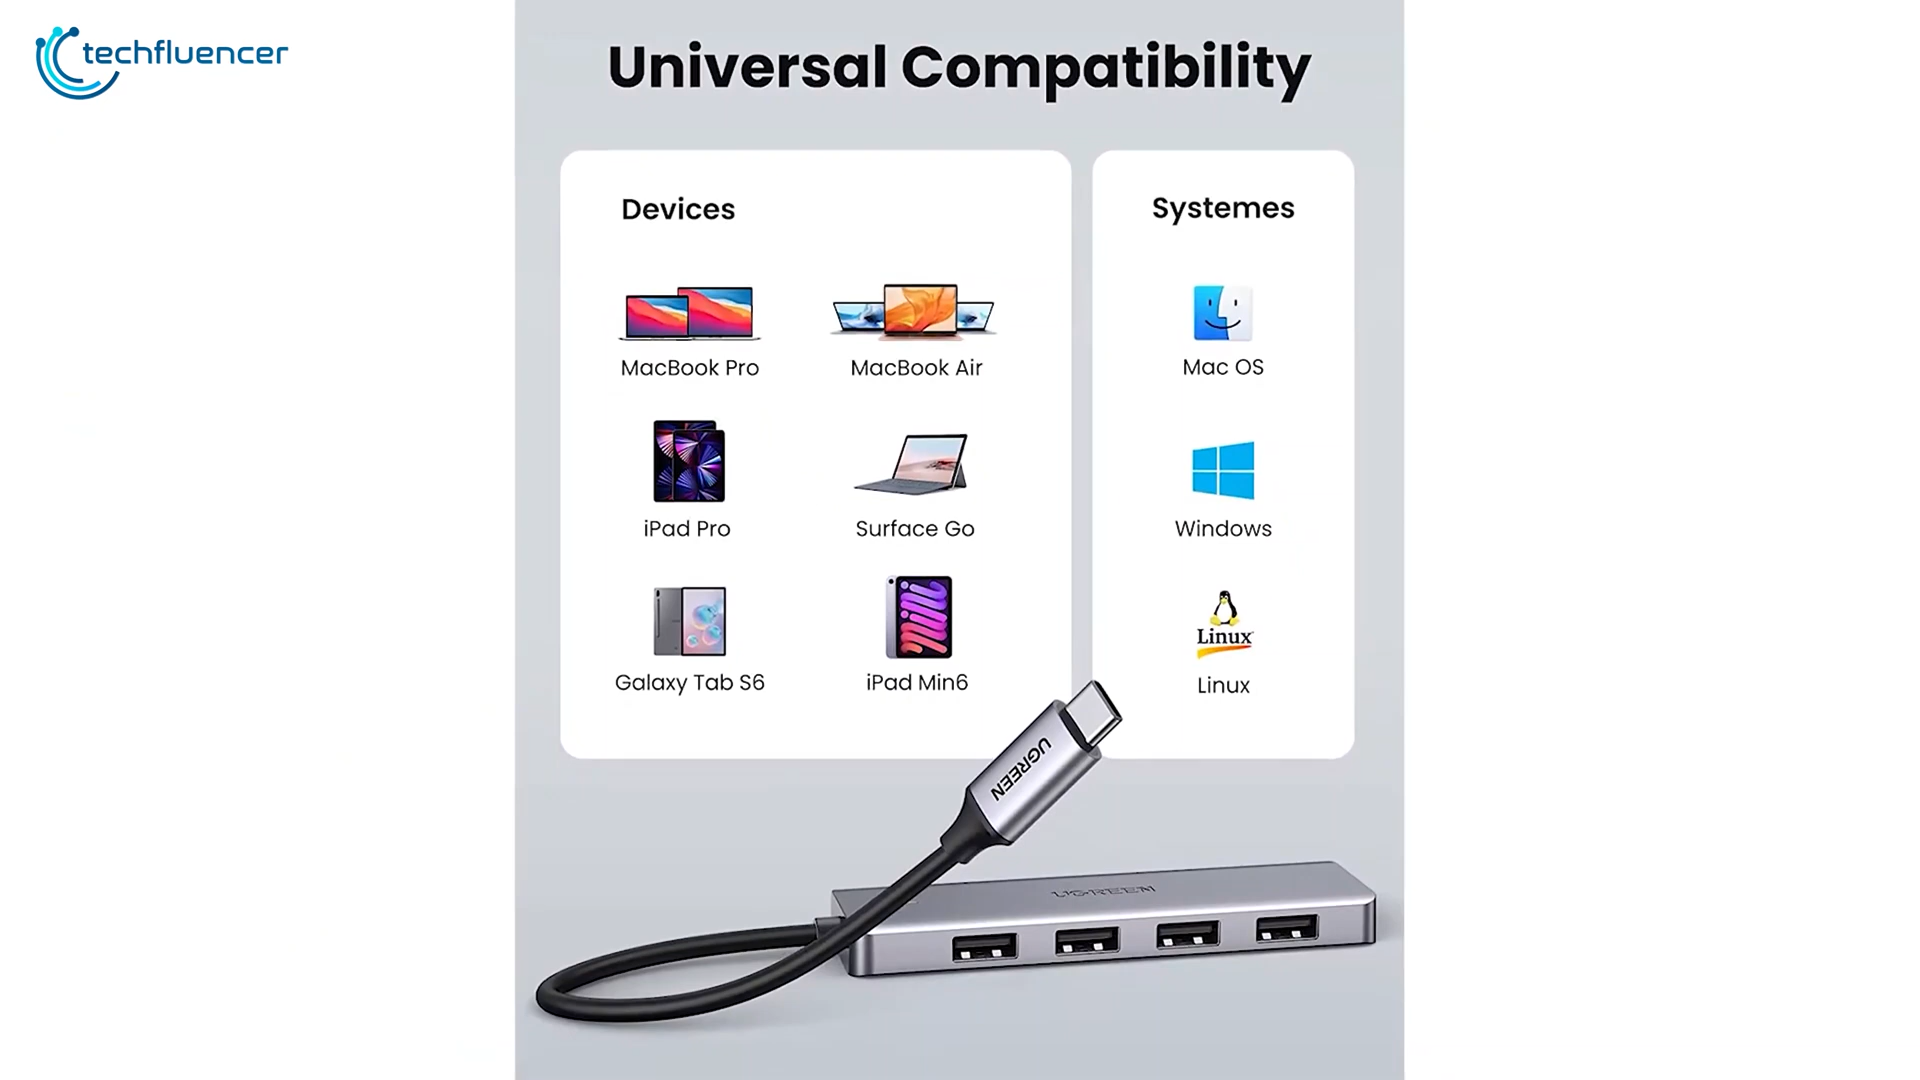 techfluencer
Universal Compatibility
Devices
Systemes
MacBook Pro
MacBook Air
Mac OS
iPad Pro
Surface Go
Windows
Linux
Galaxy Tab S6
iPad Min6
Linux
UGREEN
UGREEN